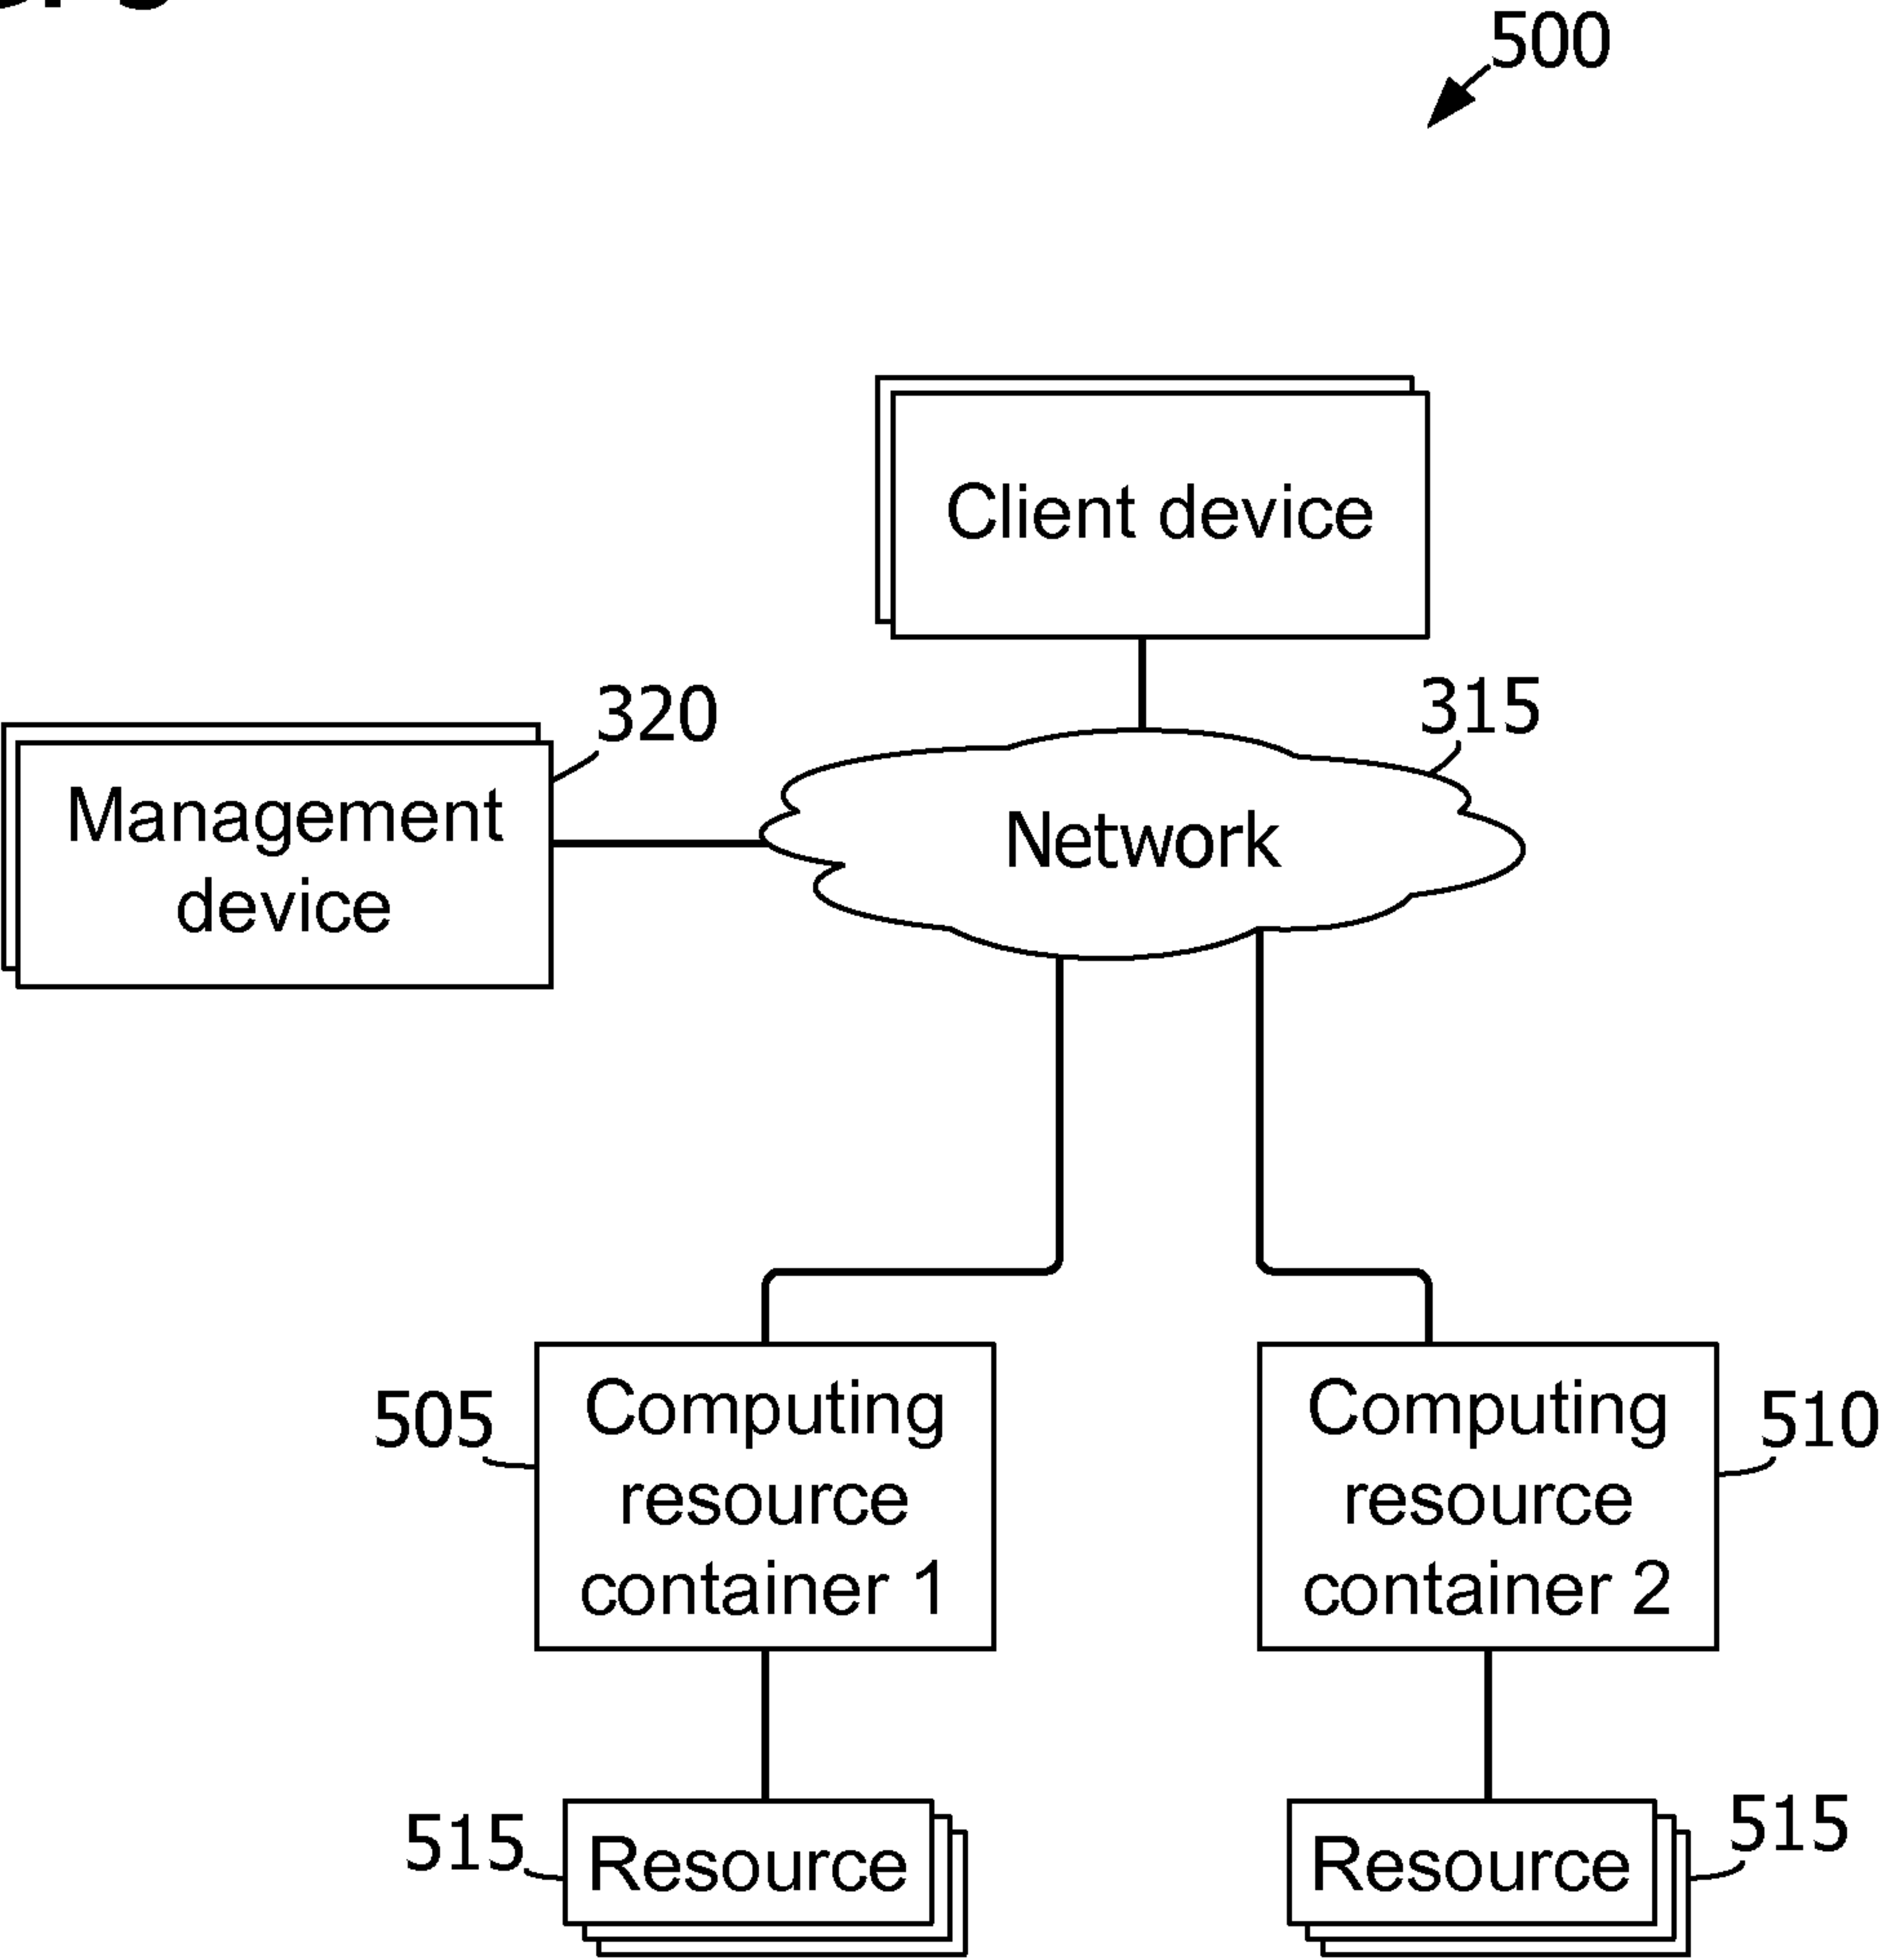 500
Client device
320
315
Management
device
Network
505
Computing
resource
container 1
Computing
resource
container 2
510
515
Resource
Resource
515